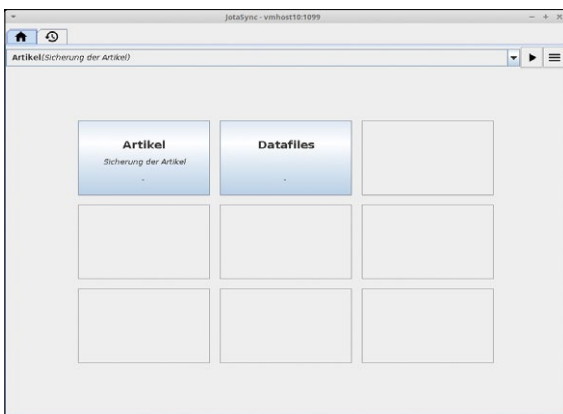 JotaSync - vmhost10:1099
Artikel(Sicherung der Artikel)
Artikel
Sicherung der Artikel
-
Datafiles
-